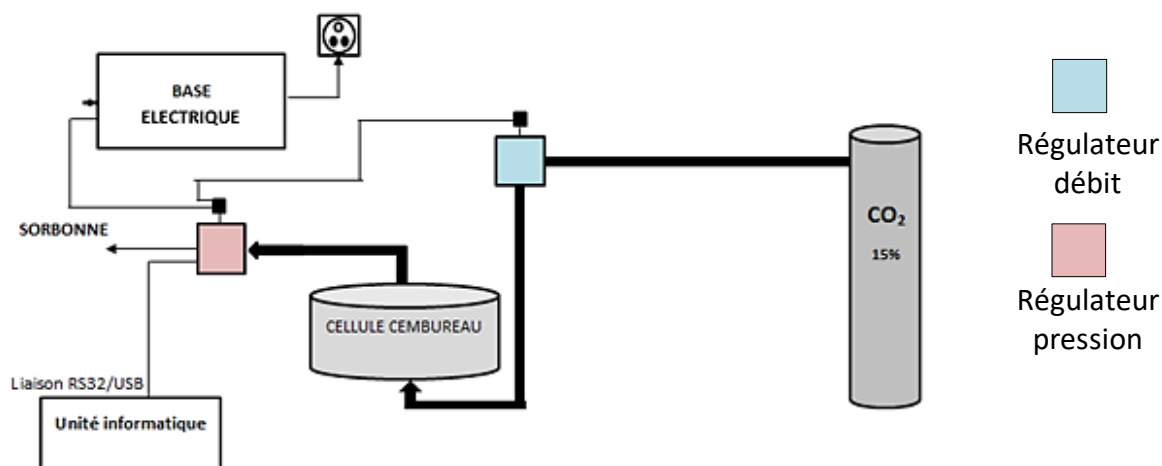 BASE
ELECTRIQUE
Régulateur
débit
CO₂
15%
SORBONNE
Régulateur
pression
CELLULE CEMBUREAU
Liaison RS32/USB
Unité informatique